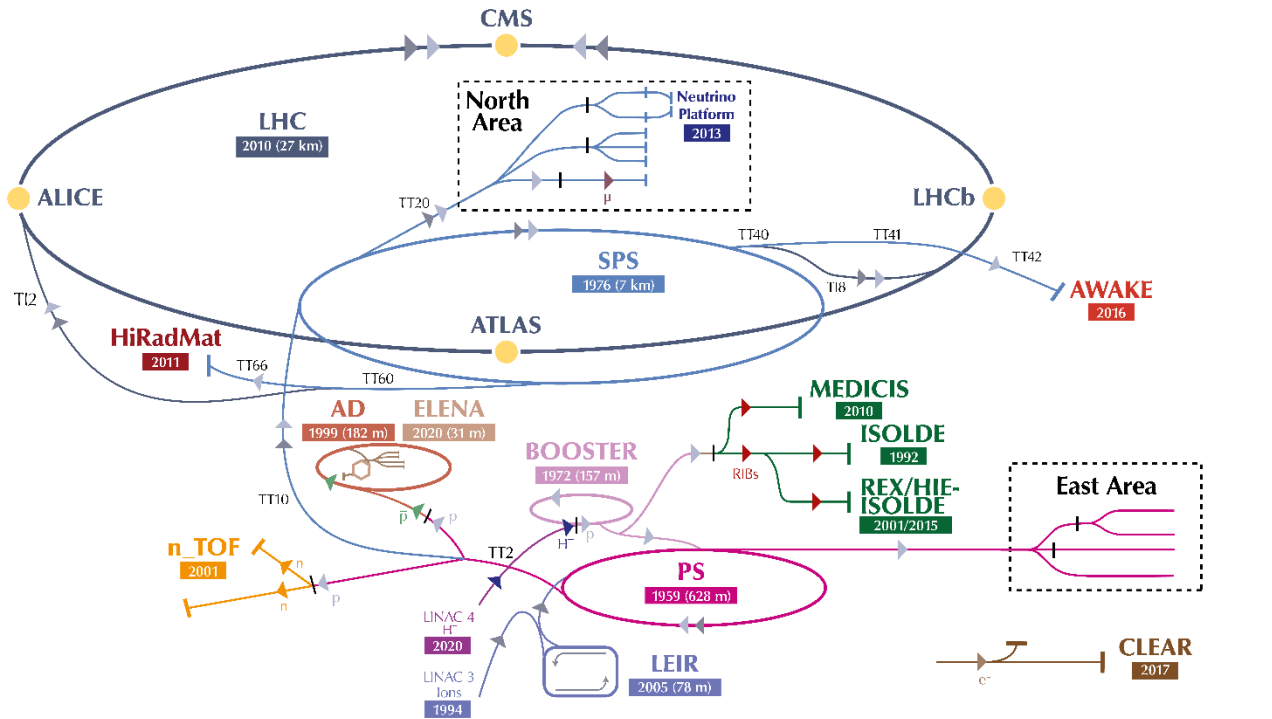 CMS
North
Area
Neutrino
Platform
2013
LHC
2010 (27 km)
μ
ALICE
LHCb
TT20
TT40
TT41
TT42
SPS
1976 (7 km)
TI8
AWAKE
2016
TI2
ATLAS
HiRadMat
2011
TT66
TT60
MEDICIS
2010
AD
1999 (182 m)
ELENA
2020 (31 m)
BOOSTER
1972 (157 m)
ISOLDE
1992
RIBs
REX/HIE-
ISOLDE
2001/2015
East Area
TT10
p̅
p
H⁻
p
n_TOF
2001
n
n
p
TT2
PS
1959 (628 m)
LINAC 4
H⁻
2020
LINAC 3
Ions
1994
LEIR
2005 (78 m)
CLEAR
2017
e⁻